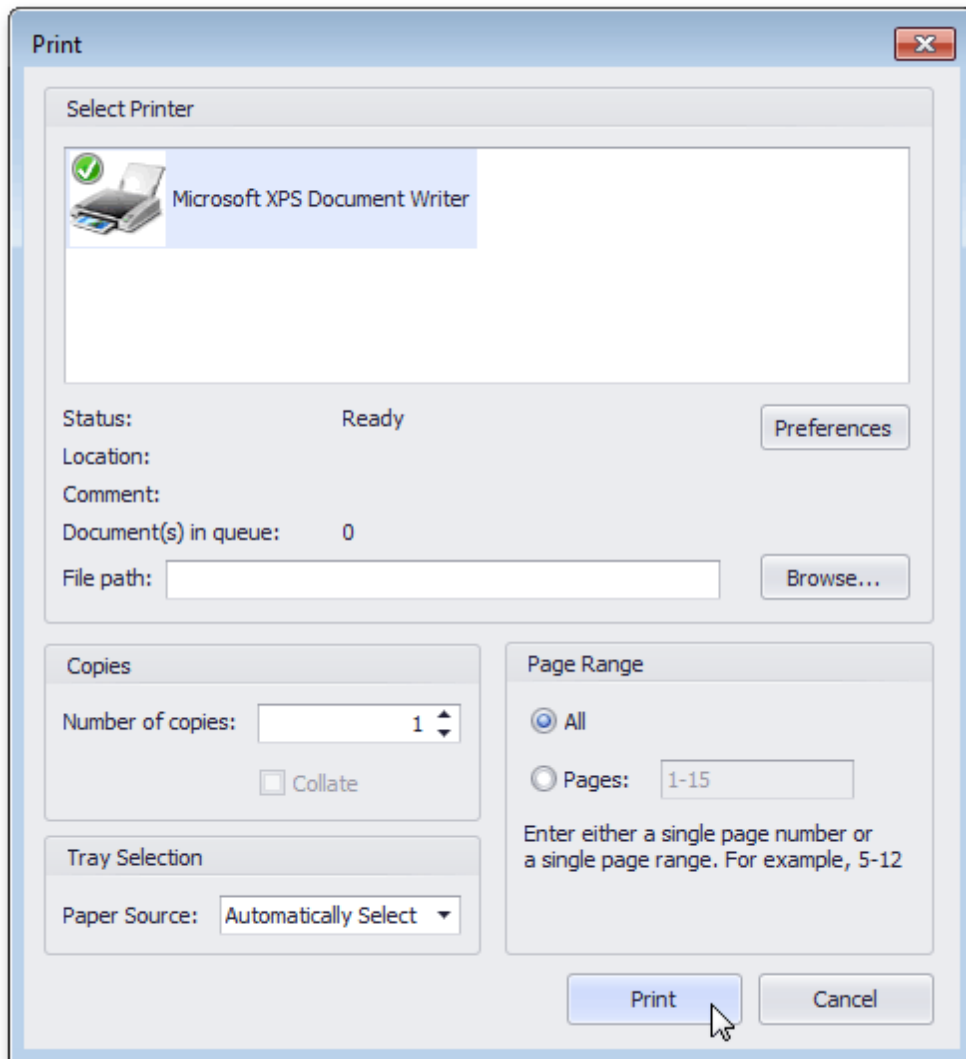 Print
Select Printer
Microsoft XPS Document Writer
Status: Ready
Preferences
Location:
Comment:
Document(s) in queue: 0
File path:
Browse...
Copies
Number of copies: 1
Collate
Tray Selection
Paper Source: Automatically Select
Page Range
All
Pages: 1-15
Enter either a single page number or
a single page range. For example, 5-12
Print
Cancel